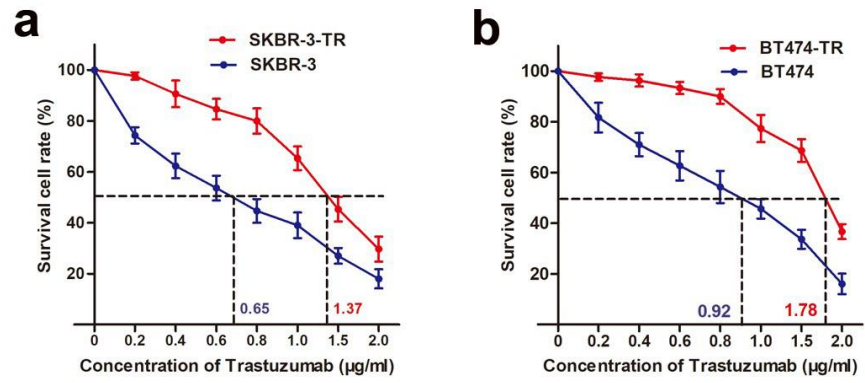 a
SKBR-3-TR
SKBR-3
Survival cell rate (%)
100
80
60
40
20
0.65
1.37
0 0.2 0.4 0.6 0.8 1.0 1.5 2.0
Concentration of Trastuzumab (µg/ml)
b
BT474-TR
BT474
Survival cell rate (%)
100
80
60
40
20
0.92
1.78
0 0.2 0.4 0.6 0.8 1.0 1.5 2.0
Concentration of Trastuzumab (µg/ml)